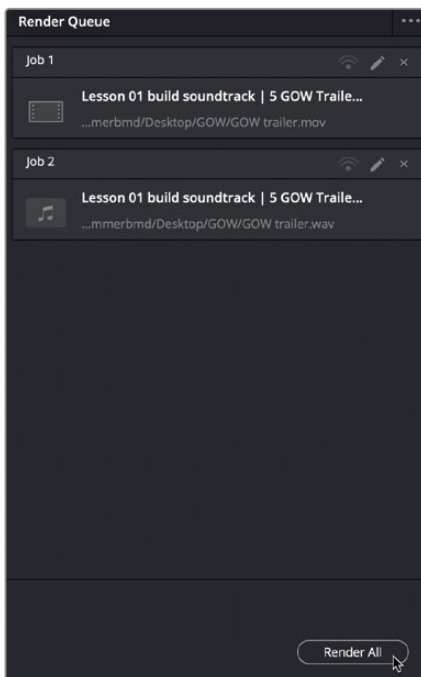 Render Queue
Job 1
Lesson 01 build soundtrack | 5 GOW Traile...
...merbmd/Desktop/GOW/GOW trailer.mov
Job 2
Lesson 01 build soundtrack | 5 GOW Traile...
...mmerbmd/Desktop/GOW/GOW trailer.wav
Render All